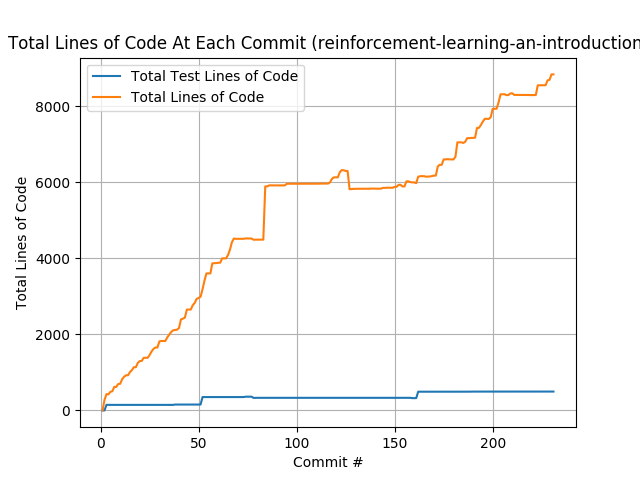 Total Lines of Code At Each Commit (reinforcement-learning-an-introduction
Total Test Lines of Code
Total Lines of Code
Total Lines of Code
8000
6000
4000
2000
0
0 50 100 150 200
Commit #